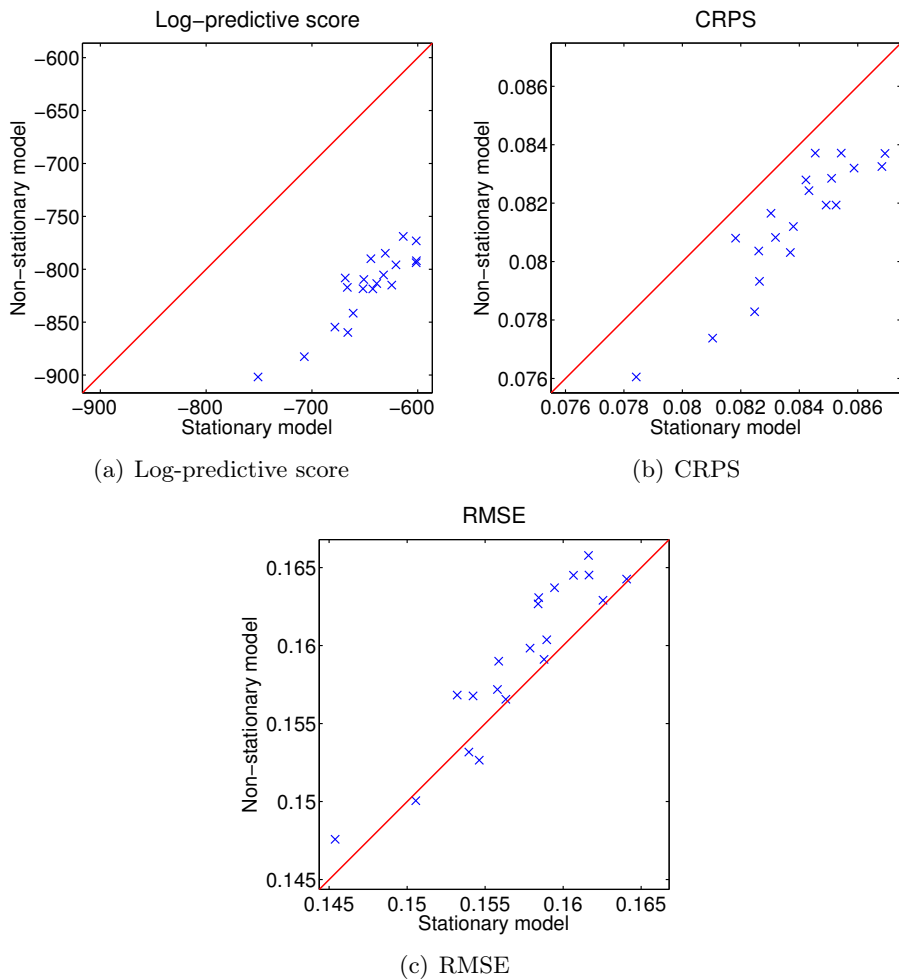 Log−predictive score
−600
−650
−700
−750
−800
−850
−900
Non−stationary model
−900
−800
−700
−600
Stationary model
(a) Log-predictive score
CRPS
0.086
0.084
0.082
0.08
0.078
0.076
Non−stationary model
0.076
0.078
0.08
0.082
0.084
0.086
Stationary model
(b) CRPS
RMSE
0.165
0.16
0.155
0.15
0.145
Non−stationary model
0.145
0.15
0.155
0.16
0.165
Stationary model
(c) RMSE